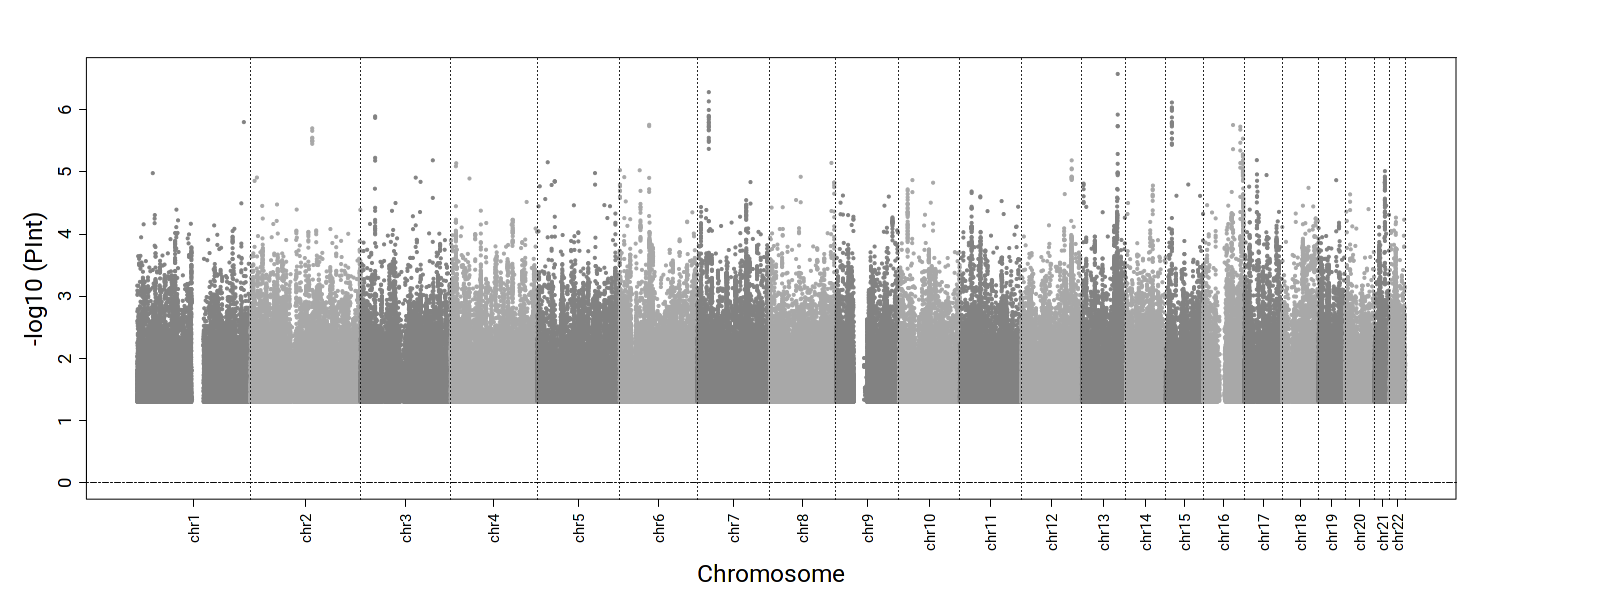 -log10 (PInt)
6
5
4
3
2
1
0
chr1
chr2
chr3
chr4
chr5
chr6
chr7
chr8
chr9
chr10
chr11
chr12
chr13
chr14
chr15
chr16
chr17
chr18
chr19
chr20
chr21
chr22
Chromosome